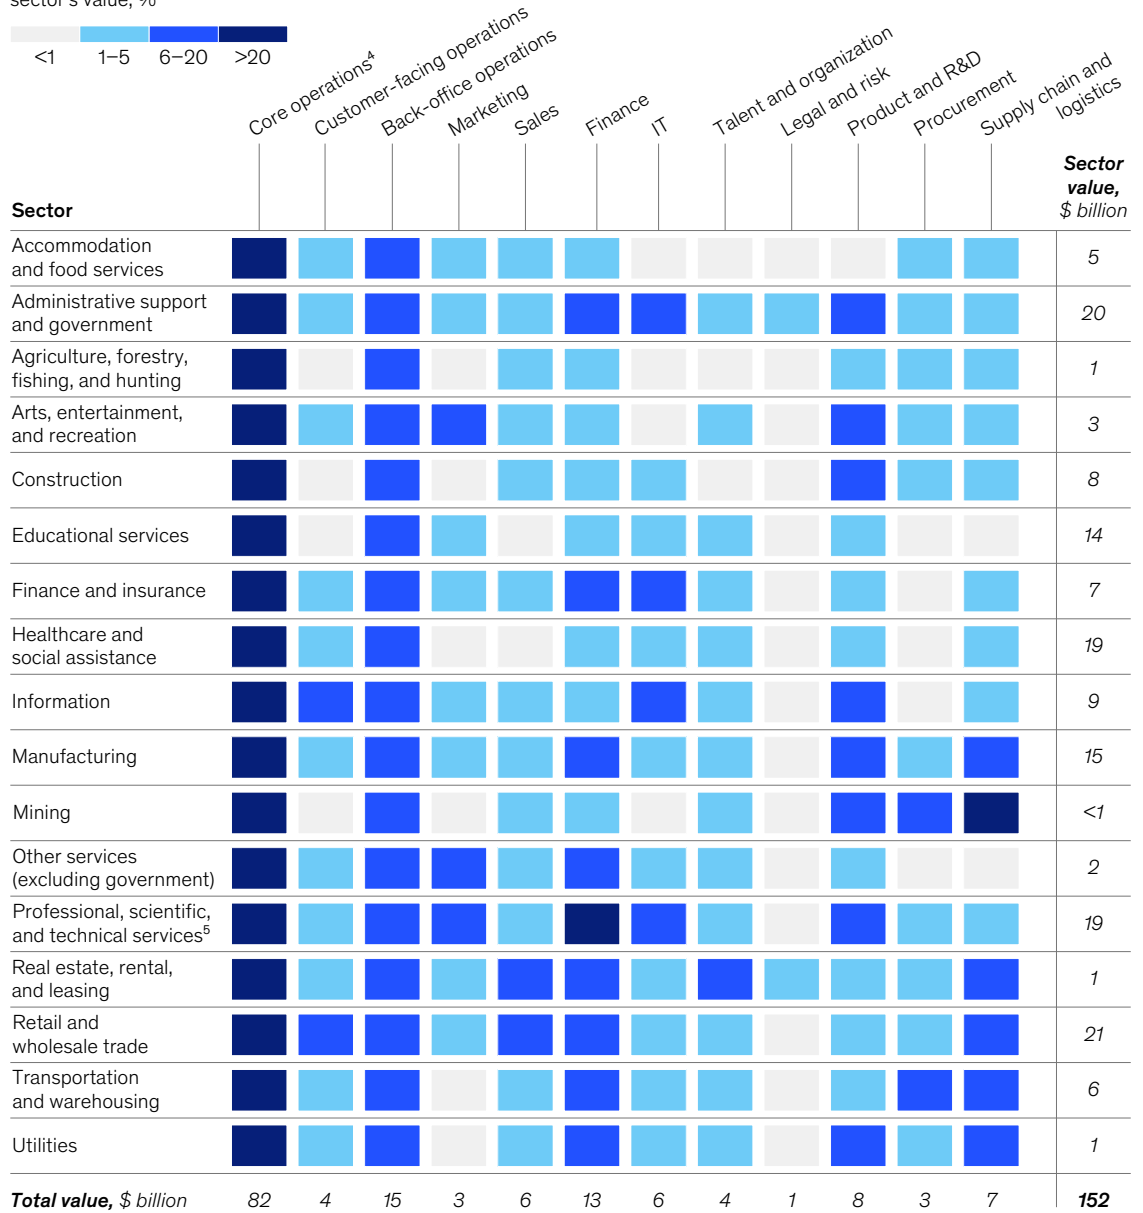 sector's value, %
<1 1–5 6–20 >20
Core operations⁴
Customer-facing operations
Back-office operations
Marketing
Sales
Finance
IT
Talent and organization
Legal and risk
Product and R&D
Procurement
Supply chain and
logistics
Sector
Sector
value,
$ billion
Accommodation
and food services
5
Administrative support
and government
20
Agriculture, forestry,
fishing, and hunting
1
Arts, entertainment,
and recreation
3
Construction
8
Educational services
14
Finance and insurance
7
Healthcare and
social assistance
19
Information
9
Manufacturing
15
Mining
<1
Other services
(excluding government)
2
Professional, scientific,
and technical services⁵
19
Real estate, rental,
and leasing
1
Retail and
wholesale trade
21
Transportation
and warehousing
6
Utilities
1
Total value, $ billion 82 4 15 3 6 13 6 4 1 8 3 7 152